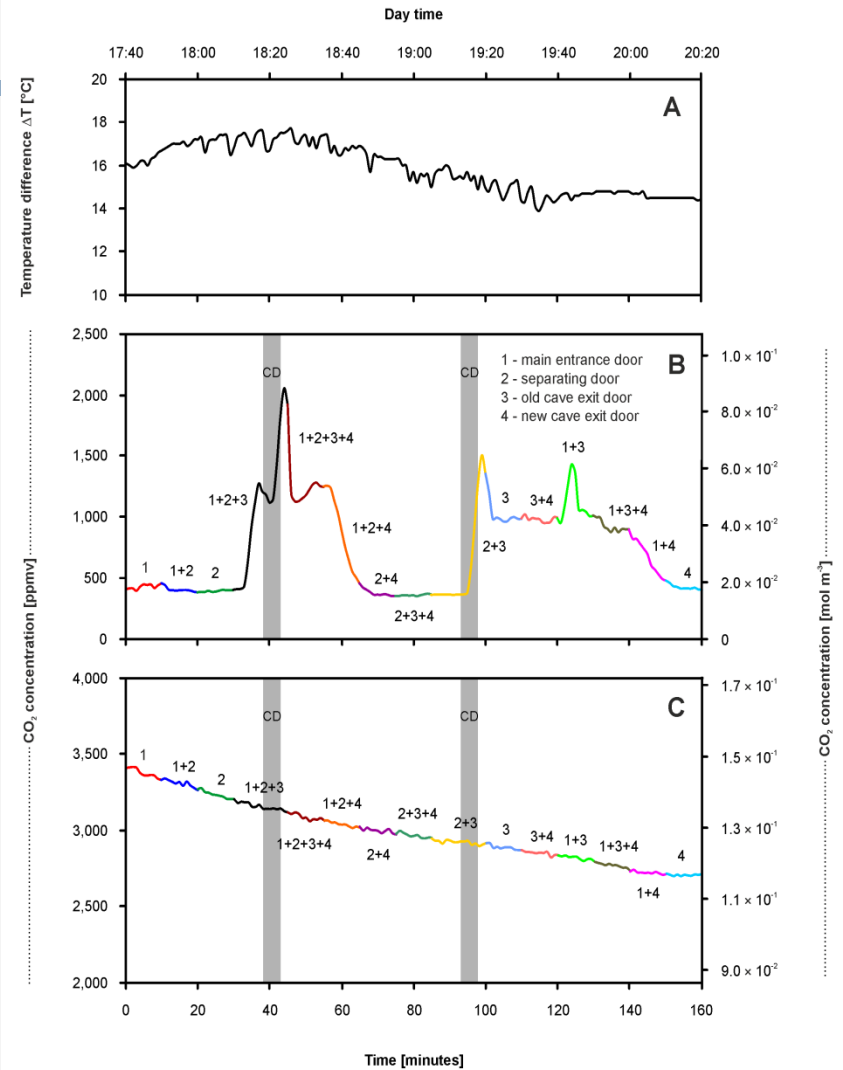 Day time
17:40 18:00 18:20 18:40 19:00 19:20 19:40 20:00 20:20
Temperature difference ΔT [°C]
20
18
16
14
12
10
A
CO₂ concentration [ppmv]
2,500
2,000
1,500
1,000
500
0
CD
CD
B
1 - main entrance door
2 - separating door
3 - old cave exit door
4 - new cave exit door
1
1+2
2
1+2+3
1+2+3+4
1+2+4
2+4
2+3+4
2+3
3
3+4
1+3
1+3+4
1+4
4
1.0 × 10⁻¹
8.0 × 10⁻²
6.0 × 10⁻²
4.0 × 10⁻²
2.0 × 10⁻²
0
CO₂ concentration [mol m⁻³]
4,000
3,500
3,000
2,500
2,000
CD
CD
C
1
1+2
2
1+2+3
1+2+3+4
1+2+4
2+4
2+3+4
2+3
3
3+4
1+3
1+3+4
1+4
4
1.7 × 10⁻¹
1.5 × 10⁻¹
1.3 × 10⁻¹
1.1 × 10⁻¹
9.0 × 10⁻²
0 20 40 60 80 100 120 140 160
Time [minutes]